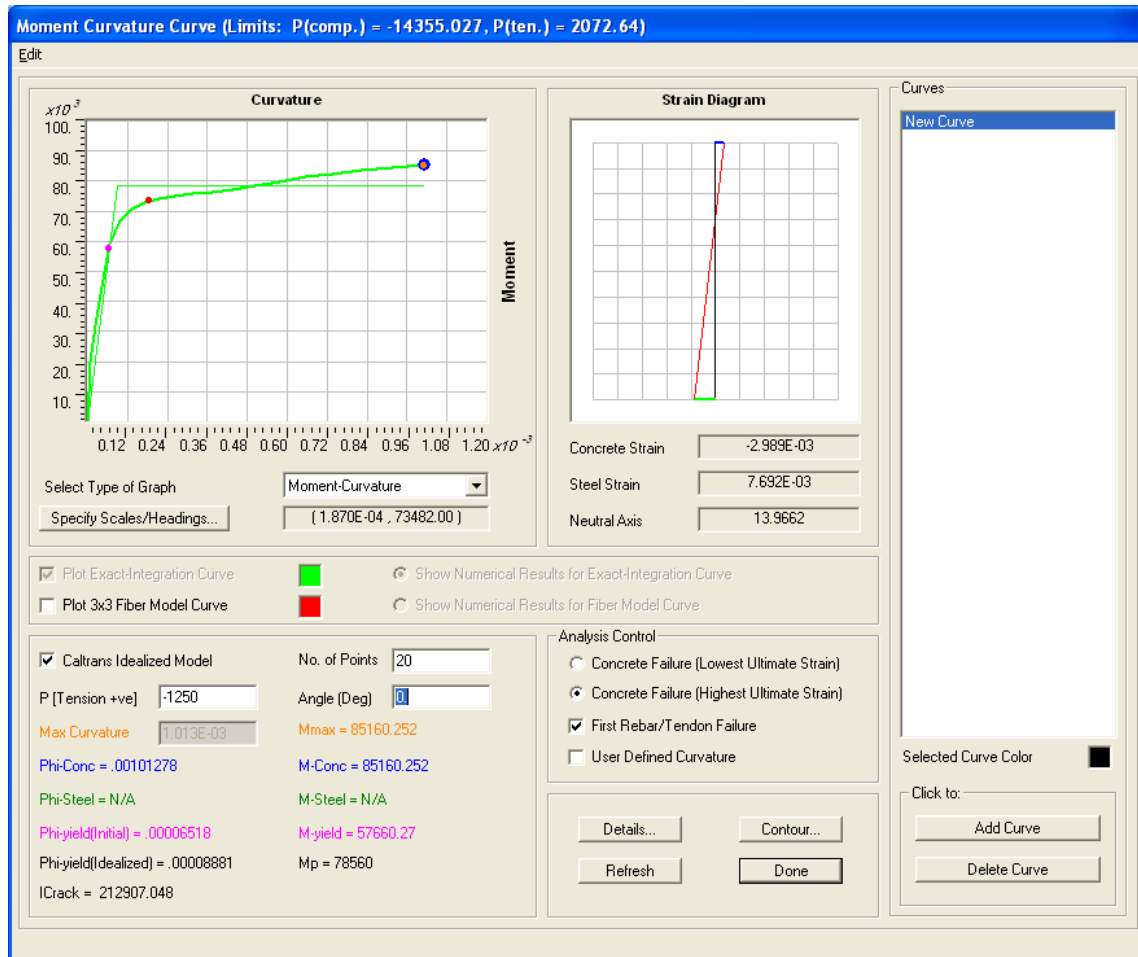 Moment Curvature Curve (Limits: P(comp.) = -14355.027, P(ten.) = 2072.64)
Edit
Curvature
x10 3
100.
90.
80.
70.
60.
50.
40.
30.
20.
10.
0.12 0.24 0.36 0.48 0.60 0.72 0.84 0.96 1.08 1.20 x10 -3
Moment
Select Type of Graph
Moment-Curvature
Specify Scales/Headings...
( 1.870E-04 , 73482.00 )
Strain Diagram
Concrete Strain
-2.989E-03
Steel Strain
7.692E-03
Neutral Axis
13.9662
Curves
New Curve
Plot Exact-Integration Curve
Show Numerical Results for Exact-Integration Curve
Plot 3x3 Fiber Model Curve
Show Numerical Results for Fiber Model Curve
Caltrans Idealized Model
No. of Points
20
P [Tension +ve]
-1250
Angle (Deg)
0.
Max Curvature
1.013E-03
Mmax = 85160.252
Phi-Conc = .00101278
M-Conc = 85160.252
Phi-Steel = N/A
M-Steel = N/A
Phi-yield(Initial) = .00006518
M-yield = 57660.27
Phi-yield(Idealized) = .00008881
Mp = 78560
ICrack = 212907.048
Analysis Control
Concrete Failure (Lowest Ultimate Strain)
Concrete Failure (Highest Ultimate Strain)
First Rebar/Tendon Failure
User Defined Curvature
Details...
Contour...
Refresh
Done
Selected Curve Color
Click to:
Add Curve
Delete Curve